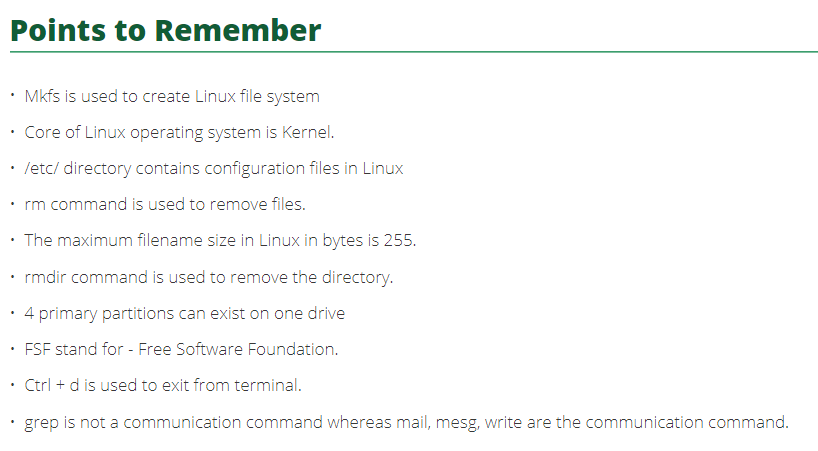 Points to Remember
• Mkfs is used to create Linux file system
• Core of Linux operating system is Kernel.
• /etc/ directory contains configuration files in Linux
• rm command is used to remove files.
• The maximum filename size in Linux in bytes is 255.
• rmdir command is used to remove the directory.
• 4 primary partitions can exist on one drive
• FSF stand for - Free Software Foundation.
• Ctrl + d is used to exit from terminal.
• grep is not a communication command whereas mail, mesg, write are the communication command.